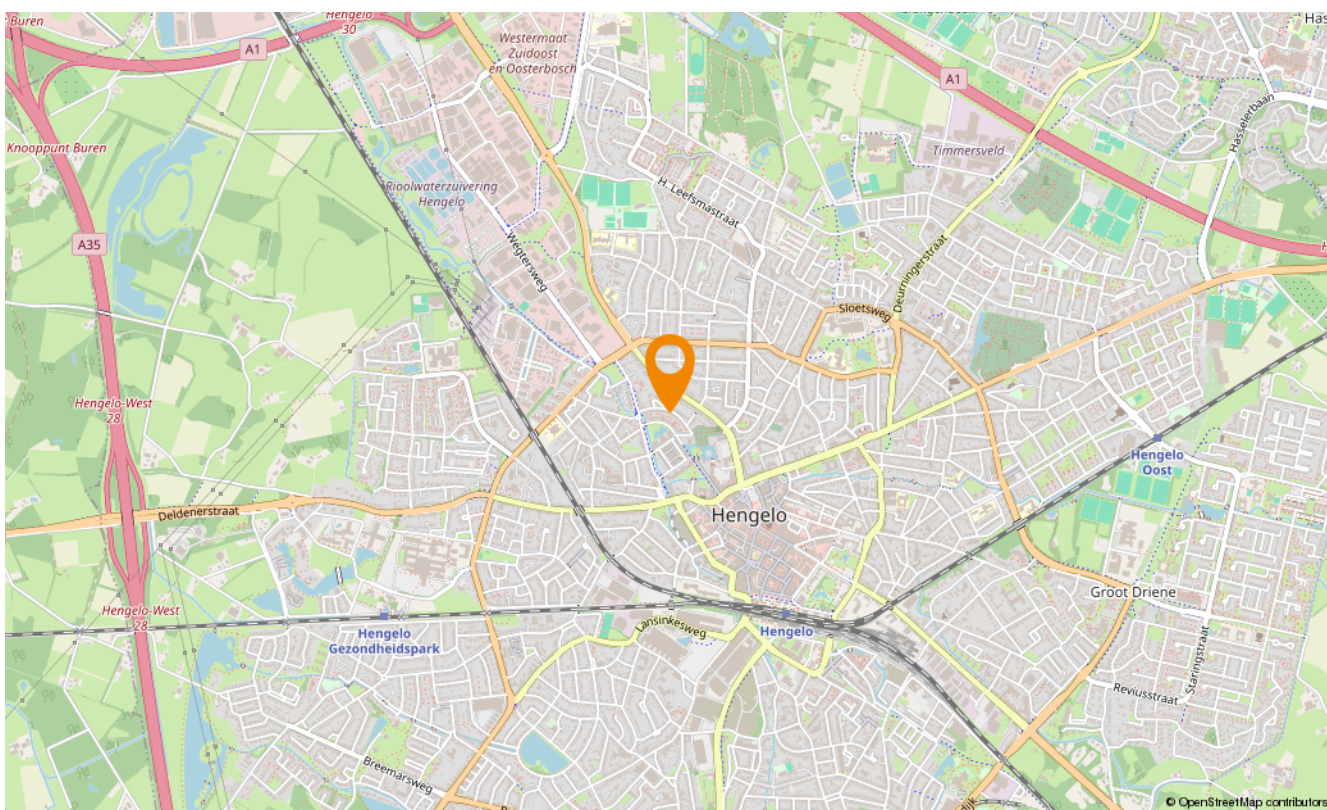 Buren
A1
Hengelo
30
Westermaat
Zuidoost
en Oosterbosch
A1
Has
Hasselerbaan
Knooppunt Buren
Timmersveld
Rioolwaterzuivering
Hengelo
H. Leefsmastraat
A35
Wegtersweg
Deurningerstraat
H
Sloetsweg
Hengelo-West
28
Hengelo
Oost
Deldenerstraat
Hengelo
Groot Driene
Hengelo-West
28
Hengelo
Gezondheidspark
Lansinkesweg
Hengelo
Staringstraat
Reviusstraat
Breemarsweg
© OpenStreetMap contributors